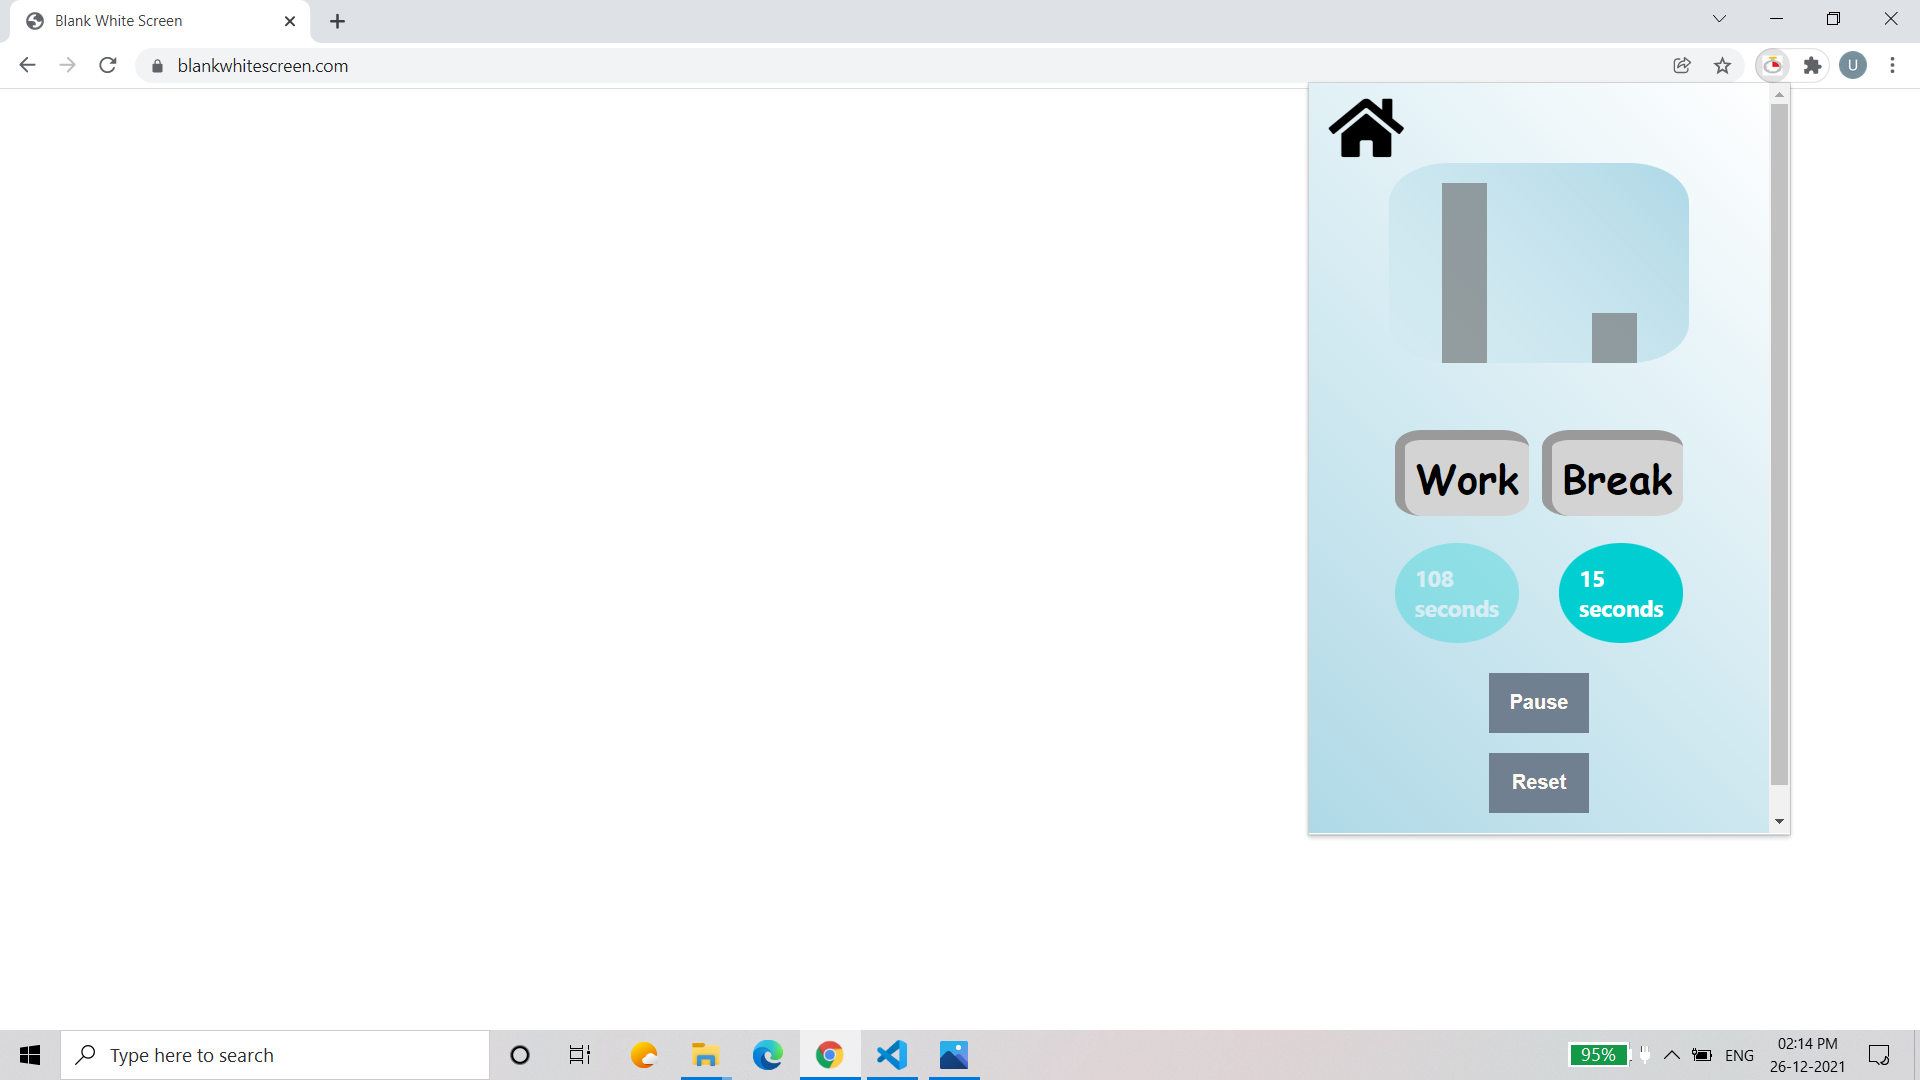 Blank White Screen
blankwhitescreen.com
U
Work Break
108
seconds
15
seconds
Pause
Reset
Type here to search
95%
ENG
02:14 PM
26-12-2021